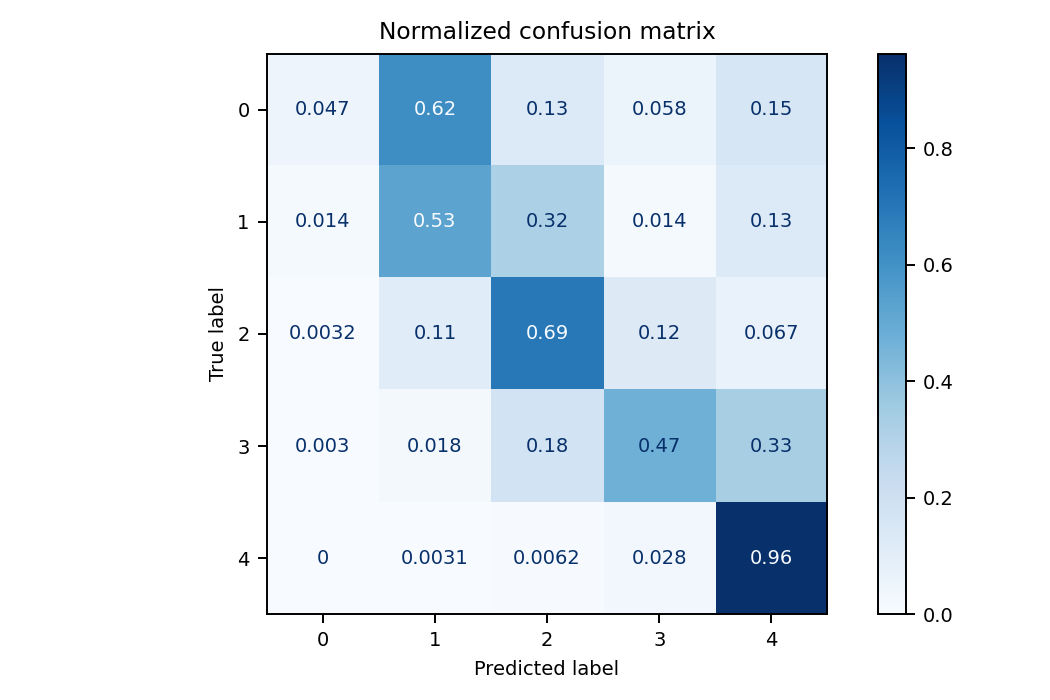 Normalized confusion matrix
0 0.047 0.62 0.13 0.058 0.15
0.8
1 0.014 0.53 0.32 0.014 0.13
0.6
True label
2 0.0032 0.11 0.69 0.12 0.067
0.4
3 0.003 0.018 0.18 0.47 0.33
0.2
4 0 0.0031 0.0062 0.028 0.96
0.0
0 1 2 3 4
Predicted label